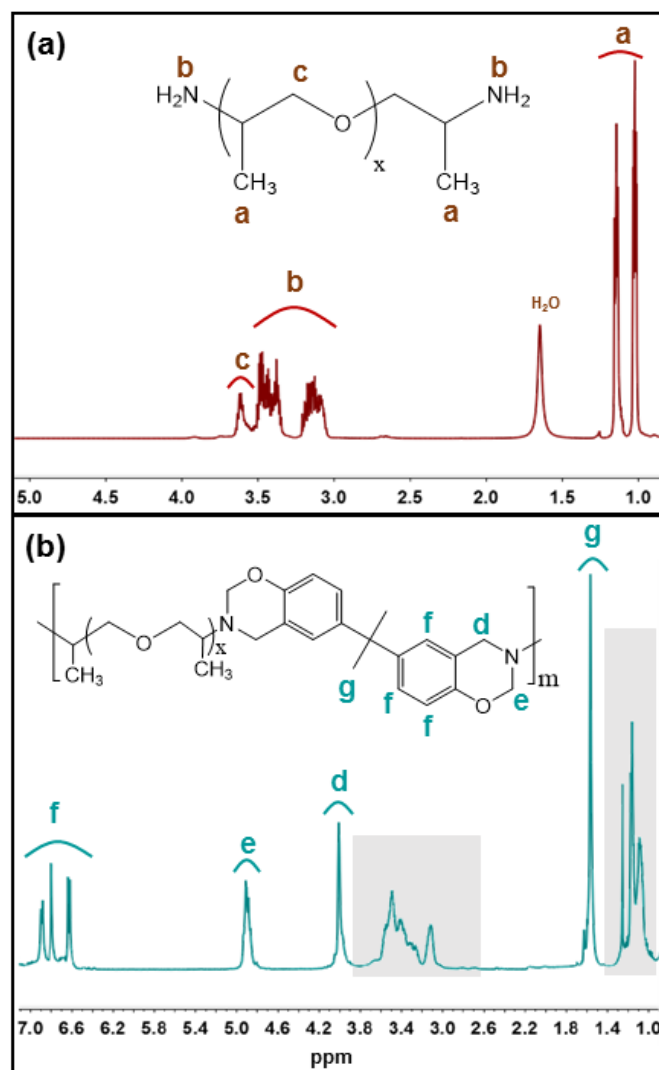 (a)
a
b
c
b
H₂N
O
NH₂
x
CH₃
CH₃
a
a
b
H₂O
c
5.0 4.5 4.0 3.5 3.0 2.5 2.0 1.5 1.0
(b)
g
O
N
O
x
CH₃
CH₃
f
d
N
m
g
f
f
O
e
d
f
e
7.0 6.6 6.2 5.8 5.4 5.0 4.6 4.2 3.8 3.4 3.0 2.6 2.2 1.8 1.4 1.0
ppm